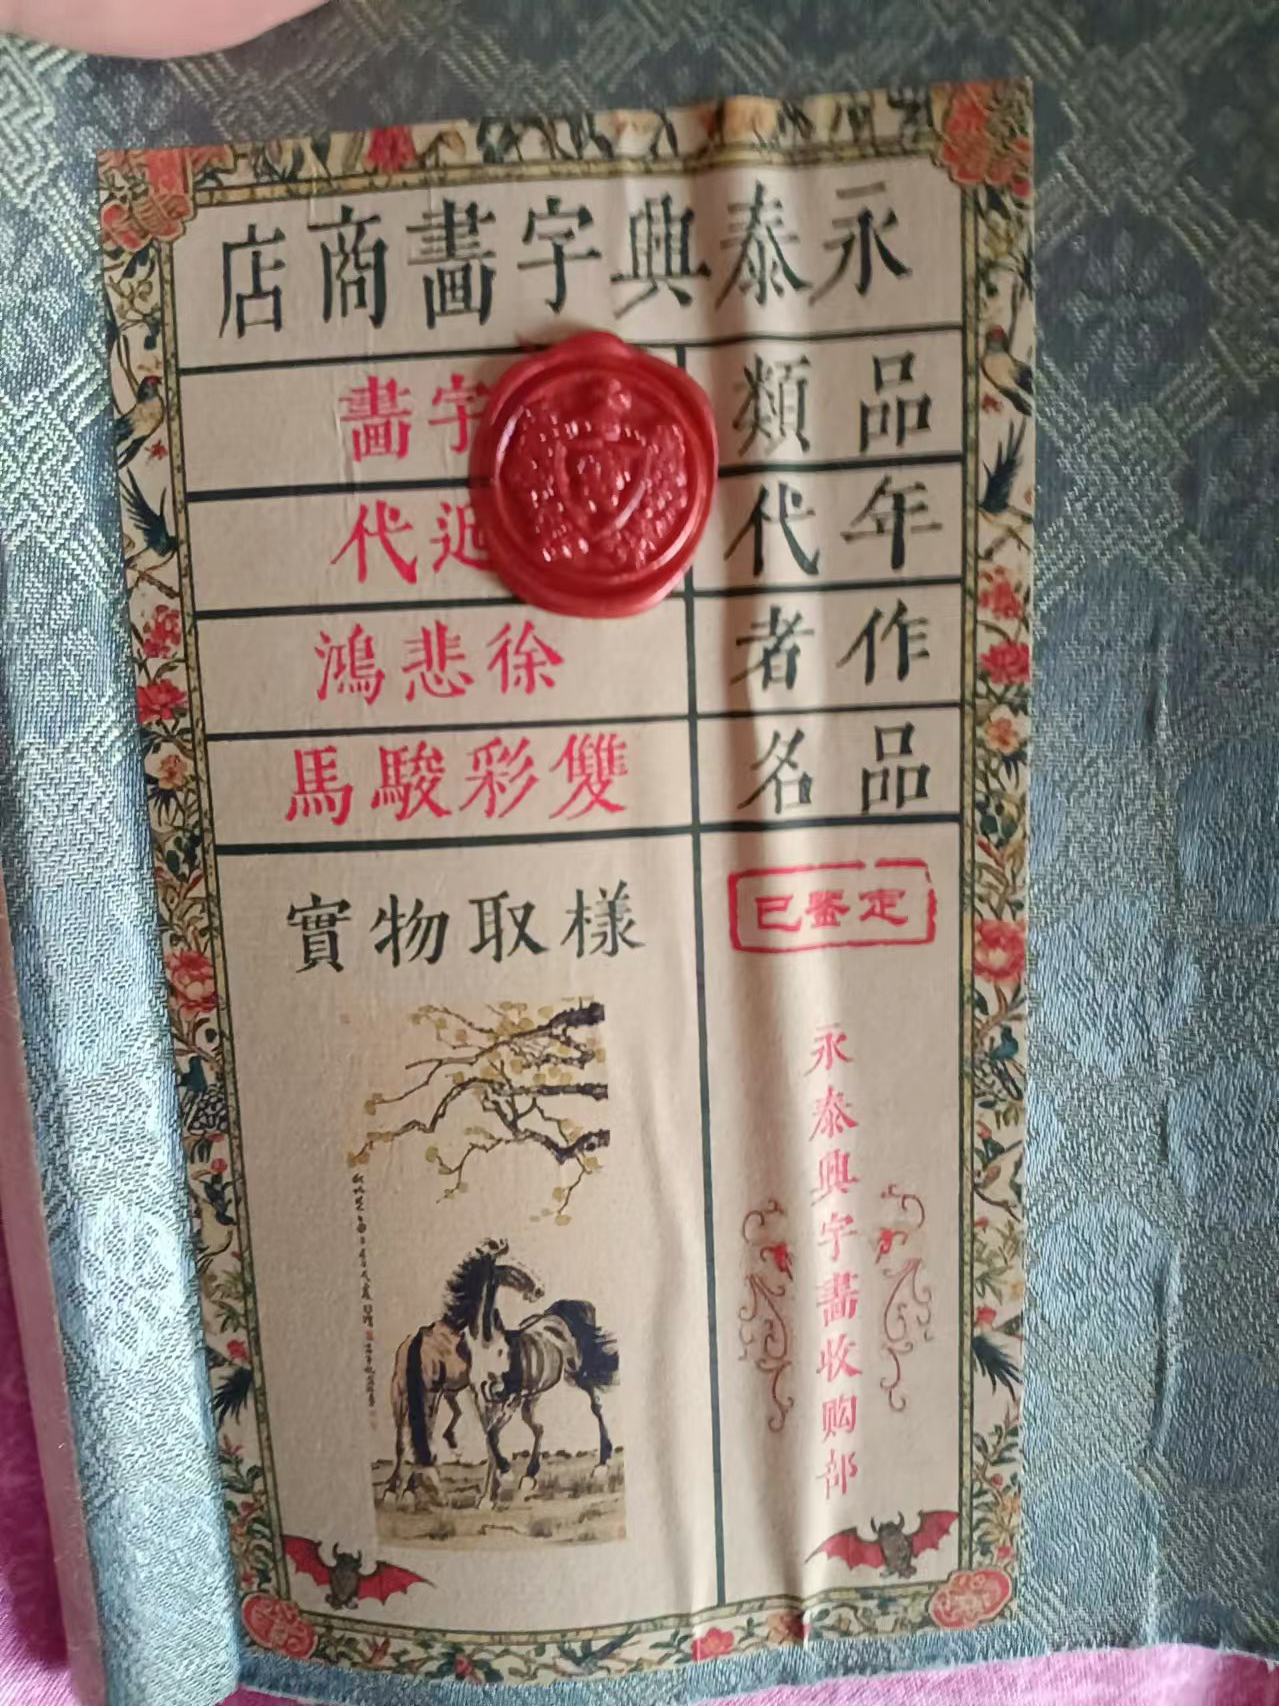 永泰興字畫商店
品類 字畫
年代 近代
作者 徐悲鴻
品名 雙彩駿馬
已鉴定
實物取樣
永泰興字畫收购部